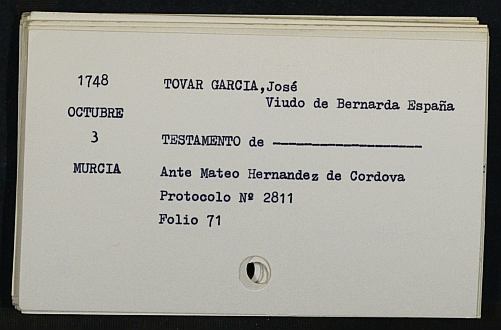 1748
TOVAR GARCIA,José
Viudo de Bernarda España
OCTUBRE
3
TESTAMENTO de -------------------
MURCIA
Ante Mateo Hernandez de Cordova
Protocolo Nº 2811
Folio 71